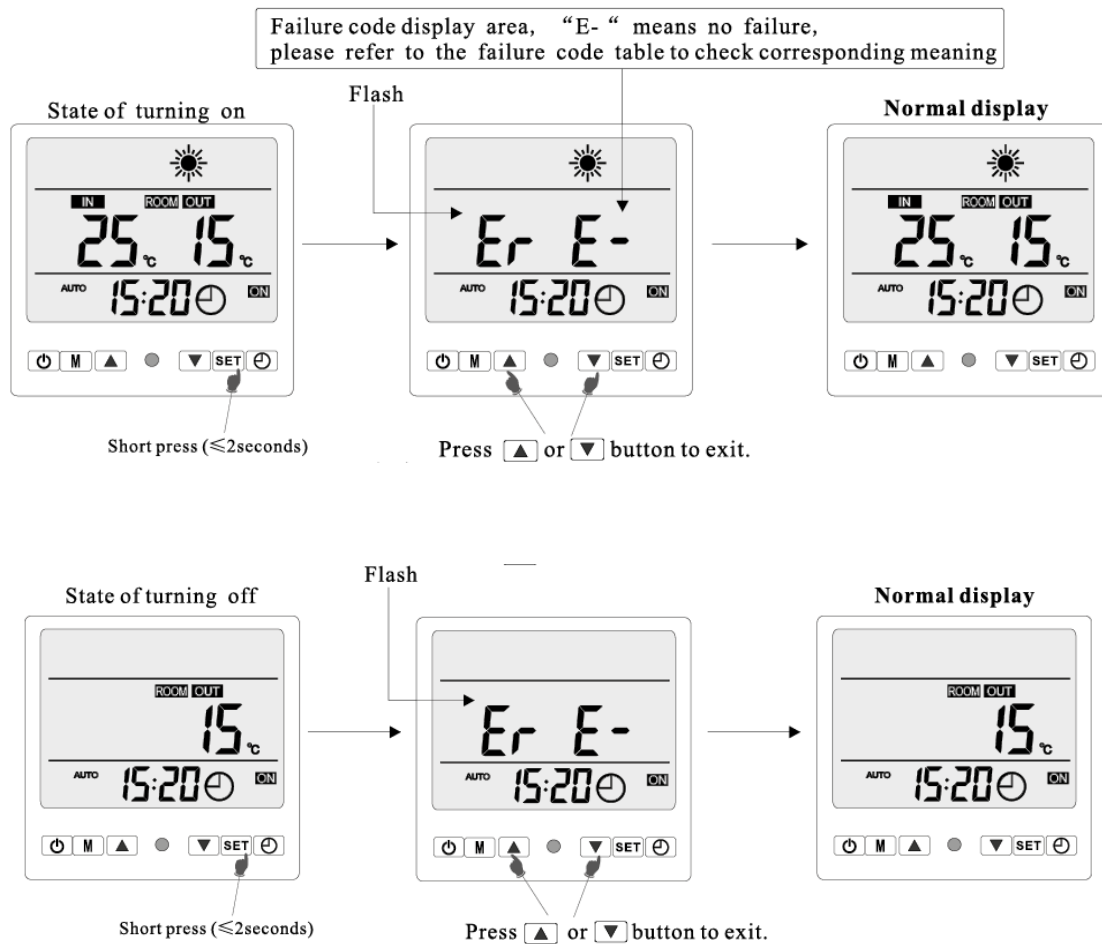 Failure code display area, “E- “ means no failure,
please refer to the failure code table to check corresponding meaning
Flash
State of turning on
Normal display
IN ROOM OUT
25 ℃ 15 ℃
AUTO 15:20 ON
M SET
Er E-
AUTO 15:20 ON
M SET
IN ROOM OUT
25 ℃ 15 ℃
AUTO 15:20 ON
M SET
Short press (≤2seconds)
Press ▲ or ▼ button to exit.
Flash
State of turning off
Normal display
ROOM OUT
15 ℃
AUTO 15:20 ON
M SET
Er E-
AUTO 15:20 ON
M SET
ROOM OUT
15 ℃
AUTO 15:20 ON
M SET
Short press (≤2seconds)
Press ▲ or ▼ button to exit.